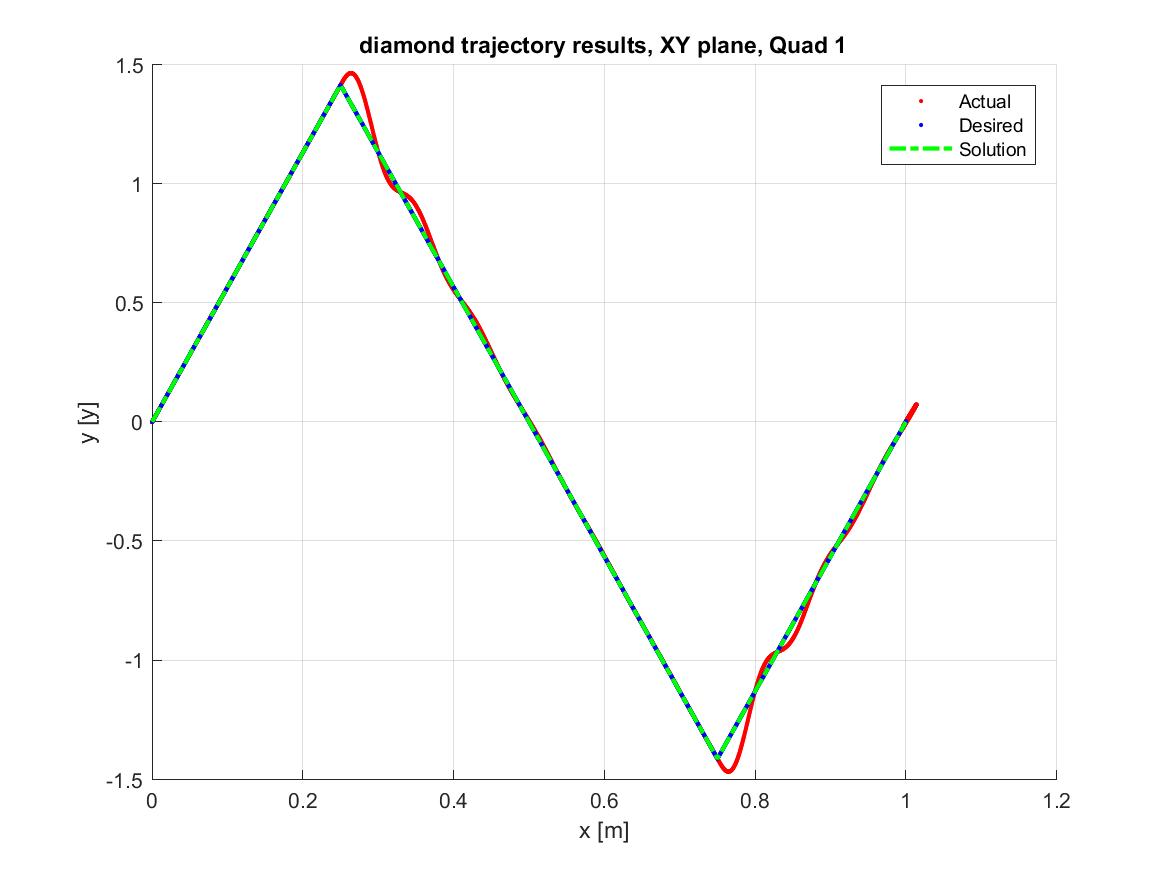 diamond trajectory results, XY plane, Quad 1
Actual
Desired
Solution
1.5
1
0.5
0
-0.5
-1
-1.5
y [y]
0 0.2 0.4 0.6 0.8 1 1.2
x [m]